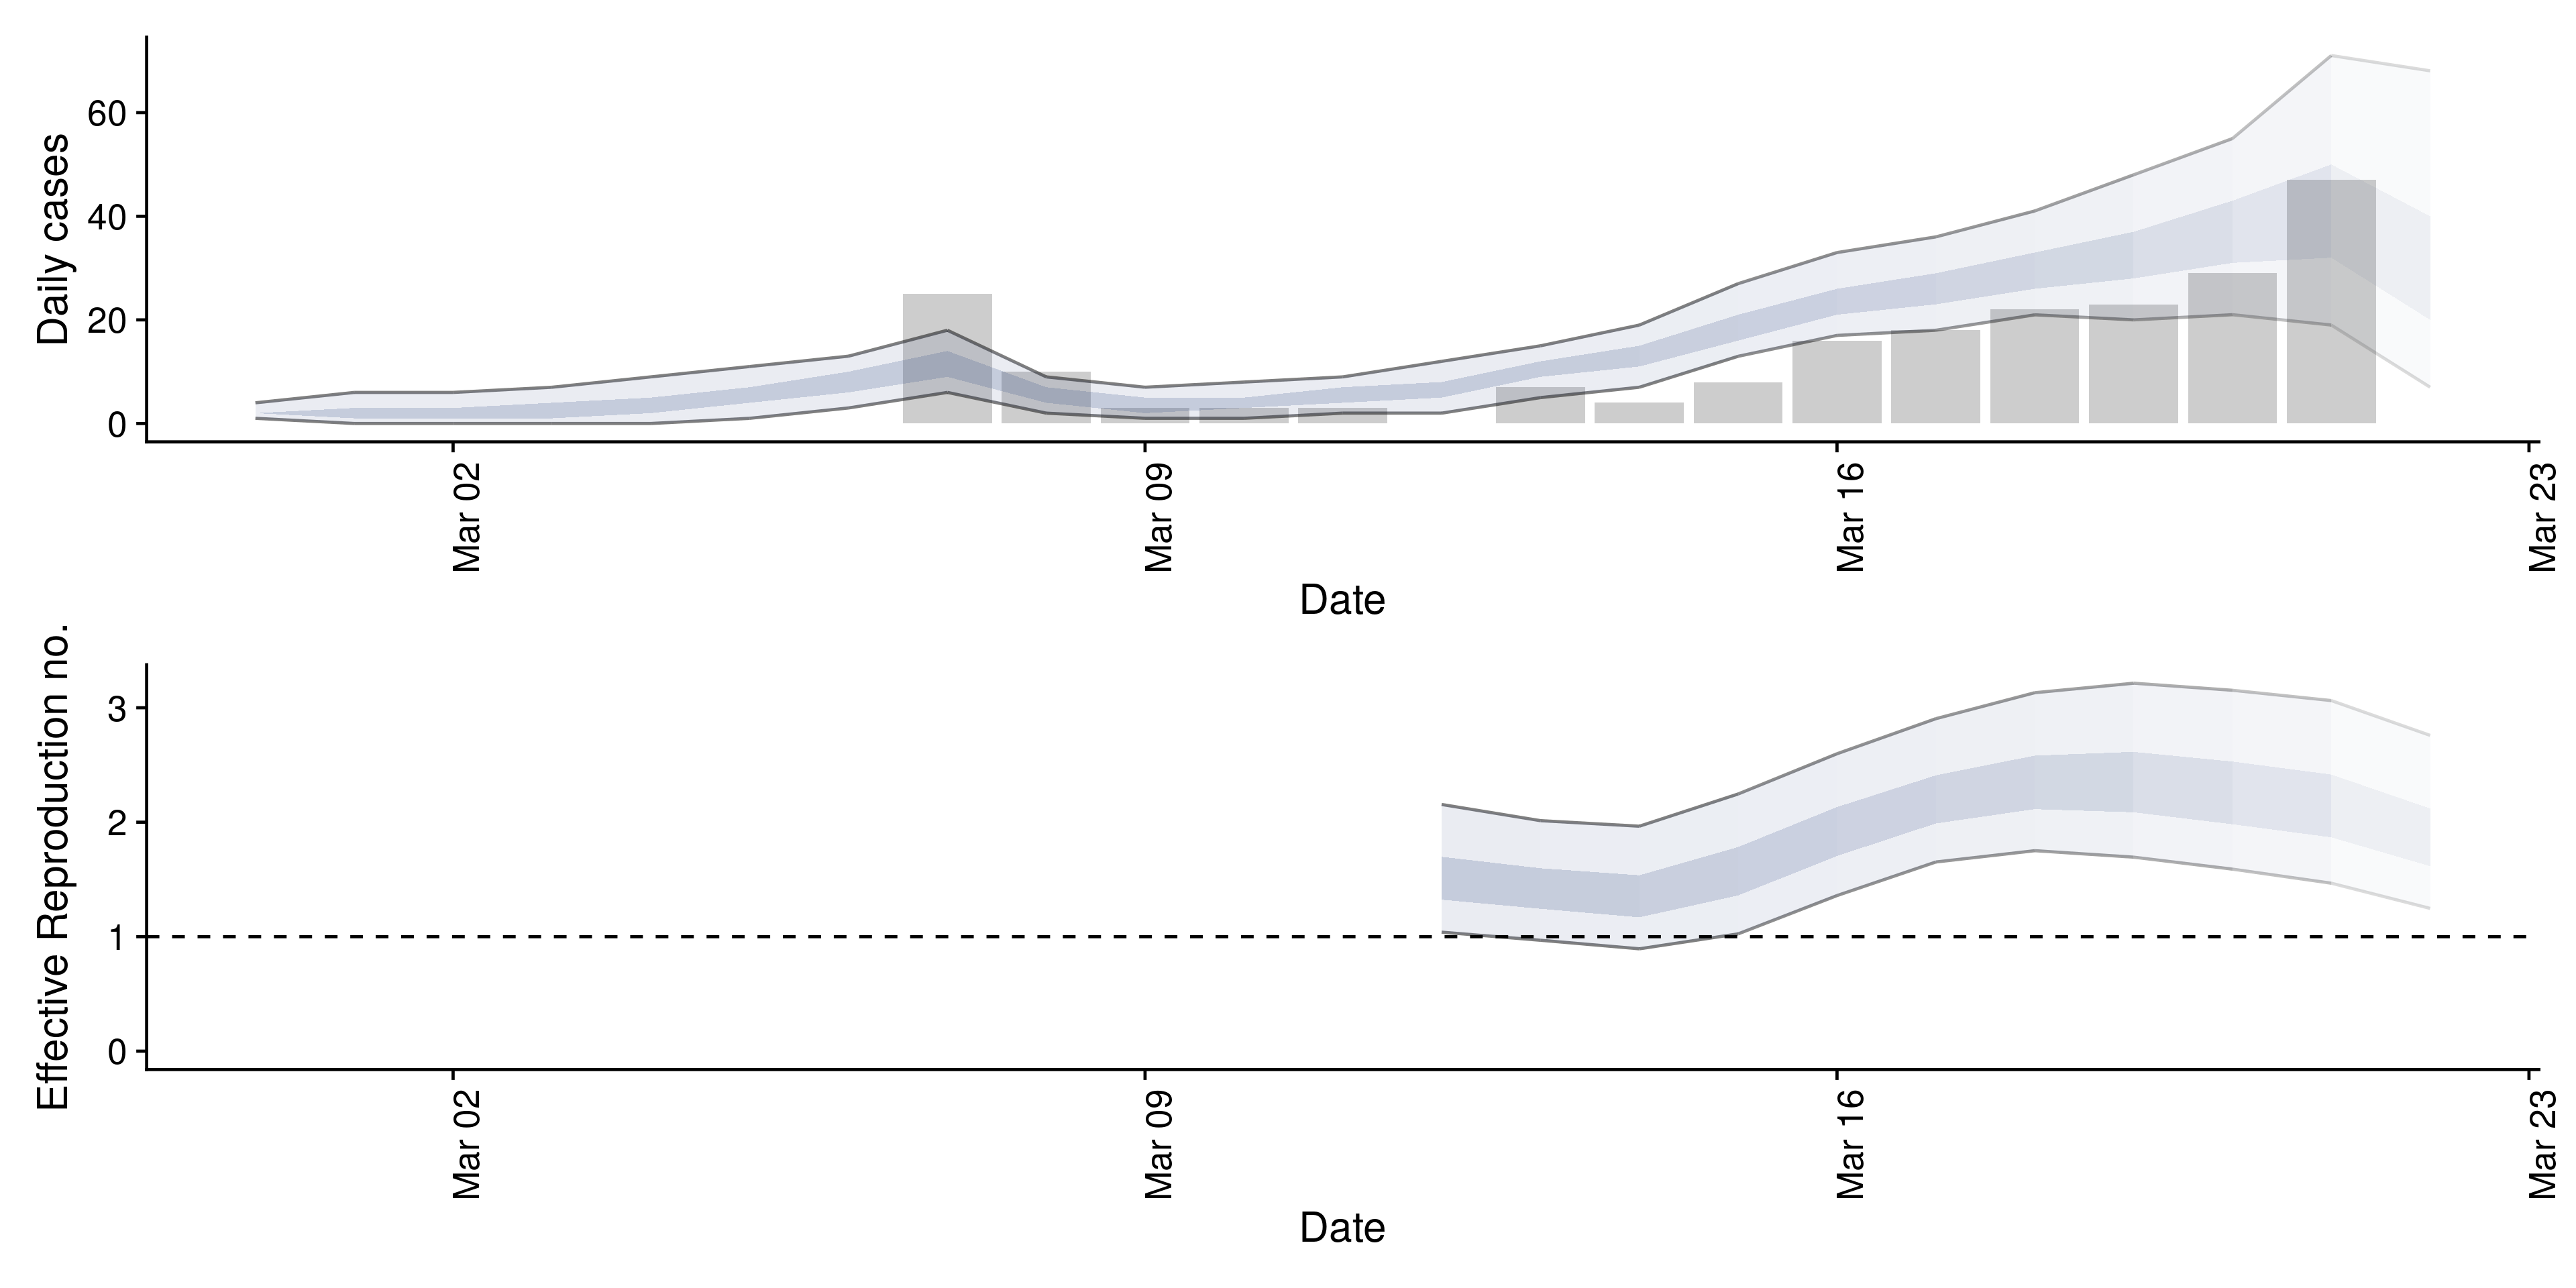 Daily cases
60
40
20
0
Mar 02
Mar 09
Mar 16
Mar 23
Date
Effective Reproduction no.
3
2
1
0
Mar 02
Mar 09
Mar 16
Mar 23
Date